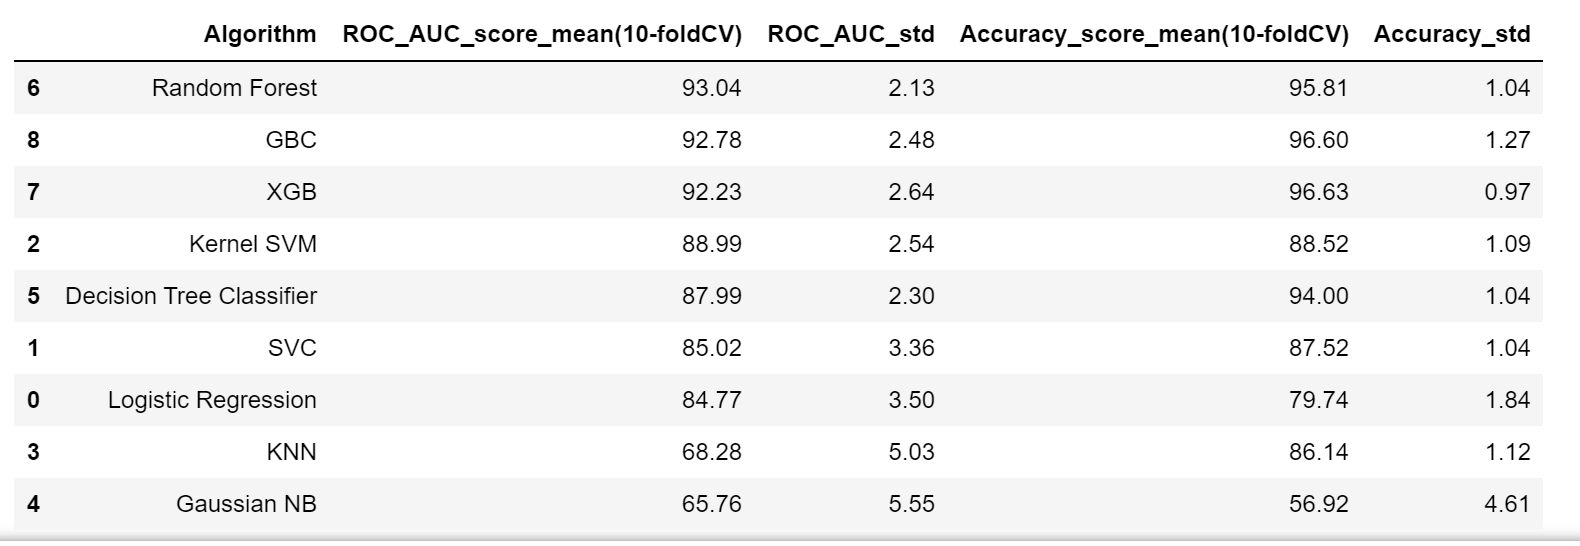 Algorithm ROC_AUC_score_mean(10-foldCV) ROC_AUC_std Accuracy_score_mean(10-foldCV) Accuracy_std
6 Random Forest 93.04 2.13 95.81 1.04
8 GBC 92.78 2.48 96.60 1.27
7 XGB 92.23 2.64 96.63 0.97
2 Kernel SVM 88.99 2.54 88.52 1.09
5 Decision Tree Classifier 87.99 2.30 94.00 1.04
1 SVC 85.02 3.36 87.52 1.04
0 Logistic Regression 84.77 3.50 79.74 1.84
3 KNN 68.28 5.03 86.14 1.12
4 Gaussian NB 65.76 5.55 56.92 4.61